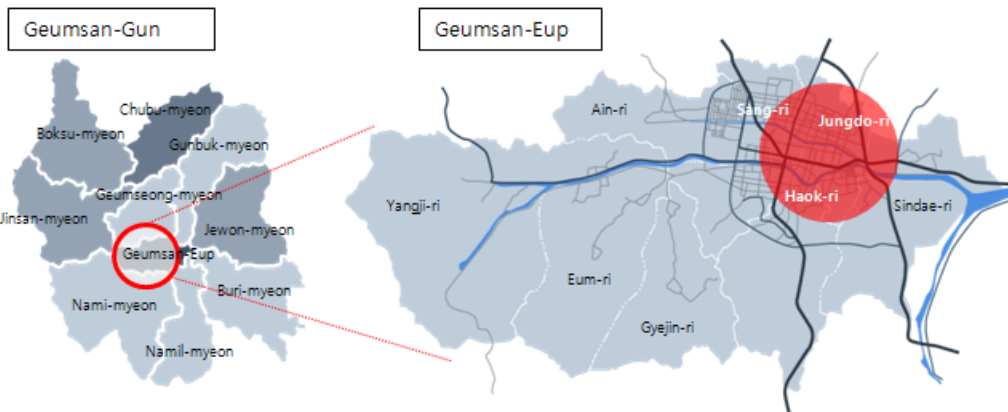 Geumsan-Gun
Chubu-myeon
Boksu-myeon
Gunbuk-myeon
Geumseong-myeon
Jinsan-myeon
Jewon-myeon
Geumsan-Eup
Buri-myeon
Nami-myeon
Namil-myeon
Geumsan-Eup
Ain-ri
Sang-ri
Jungdo-ri
Yangji-ri
Haok-ri
Sindae-ri
Eum-ri
Gyejin-ri